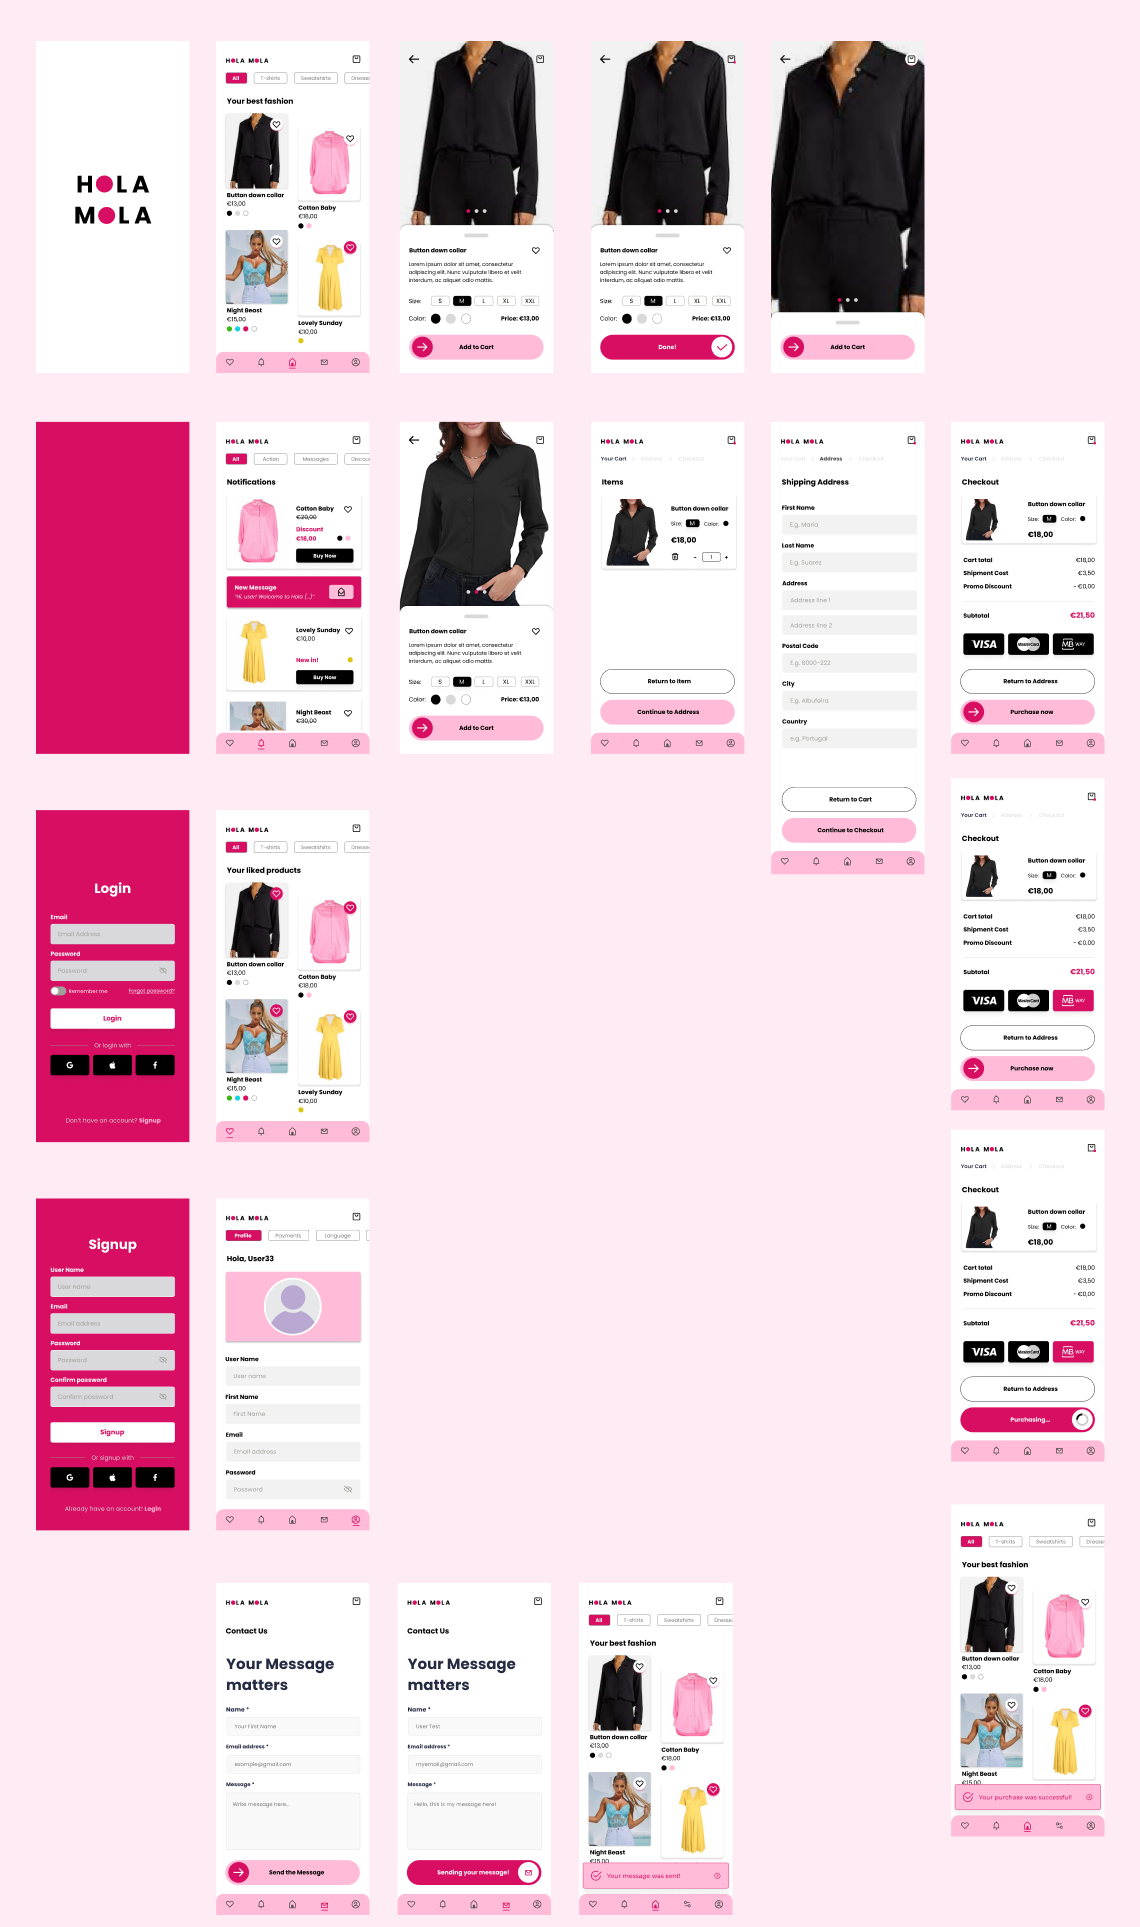 HOLA
MOLA
HOLA MOLA
All
T-shirts
Sweatshirts
Dresses
Your best fashion
Button down collar
€13,00
Cotton Baby
€18,00
Night Beast
€15,00
Lovely Sunday
€10,00
Button down collar
Lorem ipsum dolor sit amet, consectetur
adipiscing elit. Nunc vulputate libero et velit
interdum, ac aliquet odio mattis.
Size: S M L XL XXL
Color: Price: €13,00
Add to Cart
Button down collar
Lorem ipsum dolor sit amet, consectetur
adipiscing elit. Nunc vulputate libero et velit
interdum, ac aliquet odio mattis.
Size: S M L XL XXL
Color: Price: €13,00
Done!
Add to Cart
HOLA MOLA
All
Action
Messages
Discou
Notifications
Cotton Baby
€20,00
Discount
€18,00
Buy Now
New Message
"Hi, user! Welcome to Hola (...)"
Lovely Sunday
€10,00
New in!
Buy Now
Night Beast
€30,00
Button down collar
Lorem ipsum dolor sit amet, consectetur
adipiscing elit. Nunc vulputate libero et velit
interdum, ac aliquet odio mattis.
Size: S M L XL XXL
Color: Price: €13,00
Add to Cart
HOLA MOLA
Your Cart > Address > Checkout
Items
Button down collar
Size: M Color:
€18,00
- 1 +
Return to Item
Continue to Address
HOLA MOLA
Your Cart > Address > Checkout
Shipping Address
First Name
E.g. Maria
Last Name
E.g. Suarez
Address
Address line 1
Address line 2
Postal Code
E.g. 8000-222
City
E.g. Albufeira
Country
e.g. Portugal
Return to Cart
Continue to Checkout
HOLA MOLA
Your Cart > Address > Checkout
Checkout
Button down collar
Size: M Color:
€18,00
Cart total €18,00
Shipment Cost €3,50
Promo Discount - €0,00
Subtotal €21,50
VISA MasterCard MB WAY
Return to Address
Purchase now
HOLA MOLA
Your Cart > Address > Checkout
Checkout
Button down collar
Size: M Color:
€18,00
Cart total €18,00
Shipment Cost €3,50
Promo Discount - €0,00
Subtotal €21,50
VISA MasterCard MB WAY
Return to Address
Purchase now
Login
Email
Email Address
Password
Password
Remember me Forgot password?
Login
Or login with
G f
Don't have an account? Signup
HOLA MOLA
All
T-shirts
Sweatshirts
Dresses
Your liked products
Button down collar
€13,00
Cotton Baby
€18,00
Night Beast
€15,00
Lovely Sunday
€10,00
HOLA MOLA
Your Cart > Address > Checkout
Checkout
Button down collar
Size: M Color:
€18,00
Cart total €18,00
Shipment Cost €3,50
Promo Discount - €0,00
Subtotal €21,50
VISA MasterCard MB WAY
Return to Address
Purchasing...
Signup
User Name
User name
Email
Email address
Password
Password
Confirm password
Confirm password
Signup
Or signup with
G f
Already have an account! Login
HOLA MOLA
Profile
Payments
Language
Hola, User33
User Name
User name
First Name
First Name
Email
Email address
Password
Password
HOLA MOLA
All
T-shirts
Sweatshirts
Dresses
Your best fashion
Button down collar
€13,00
Cotton Baby
€18,00
Night Beast
€15,00
Your purchase was successful!
HOLA MOLA
Contact Us
Your Message
matters
Name *
Your First Name
Email address *
example@gmail.com
Message *
Write message here...
Send the Message
HOLA MOLA
Contact Us
Your Message
matters
Name *
User Test
Email address *
myemail@gmail.com
Message *
Hello, this is my message here!
Sending your message!
HOLA MOLA
All
T-shirts
Sweatshirts
Dresses
Your best fashion
Button down collar
€13,00
Cotton Baby
€18,00
Night Beast
€15,00
Your message was sent!